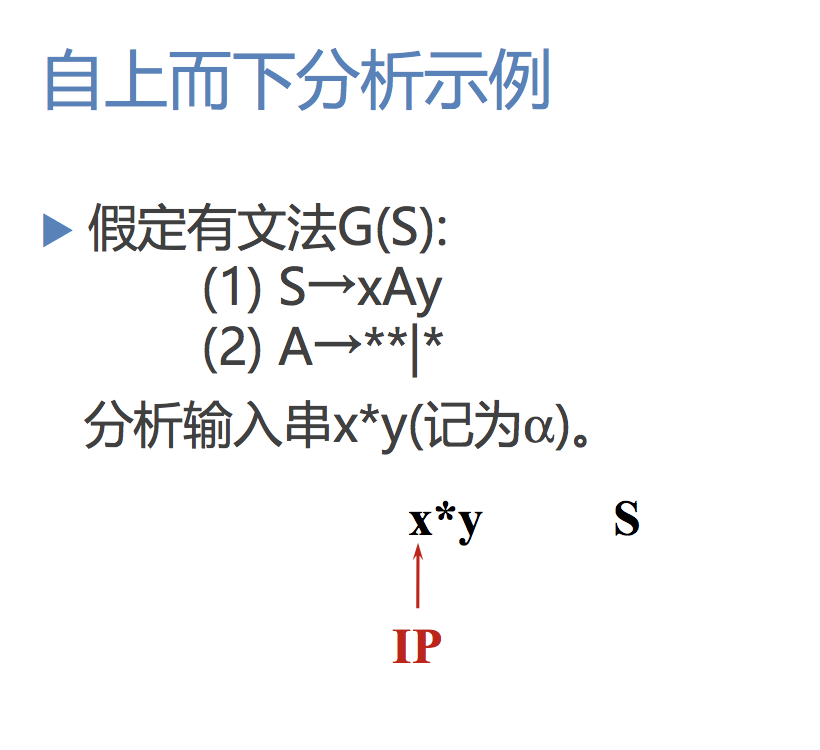 自上而下分析示例
假定有文法G(S):
(1) S→xAy
(2) A→**|*
分析输入串x*y(记为α)。
x*y S
IP